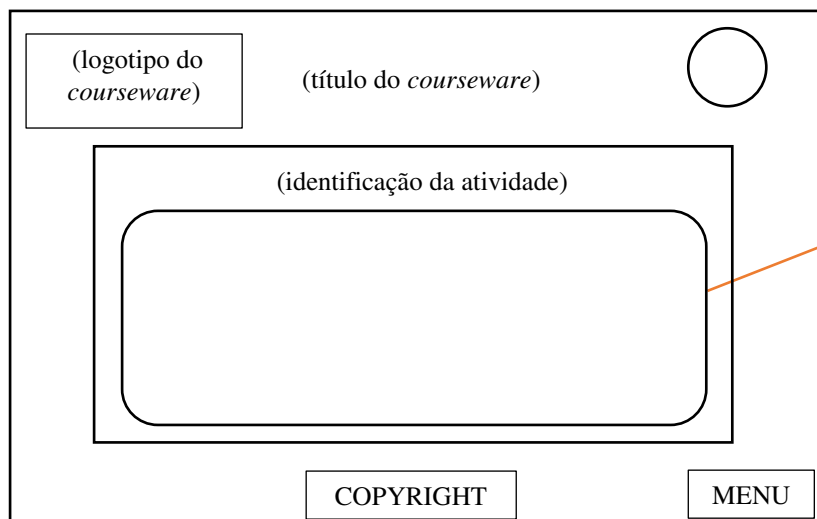 (logotipo do
courseware)
(título do courseware)
(identificação da atividade)
COPYRIGHT
MENU